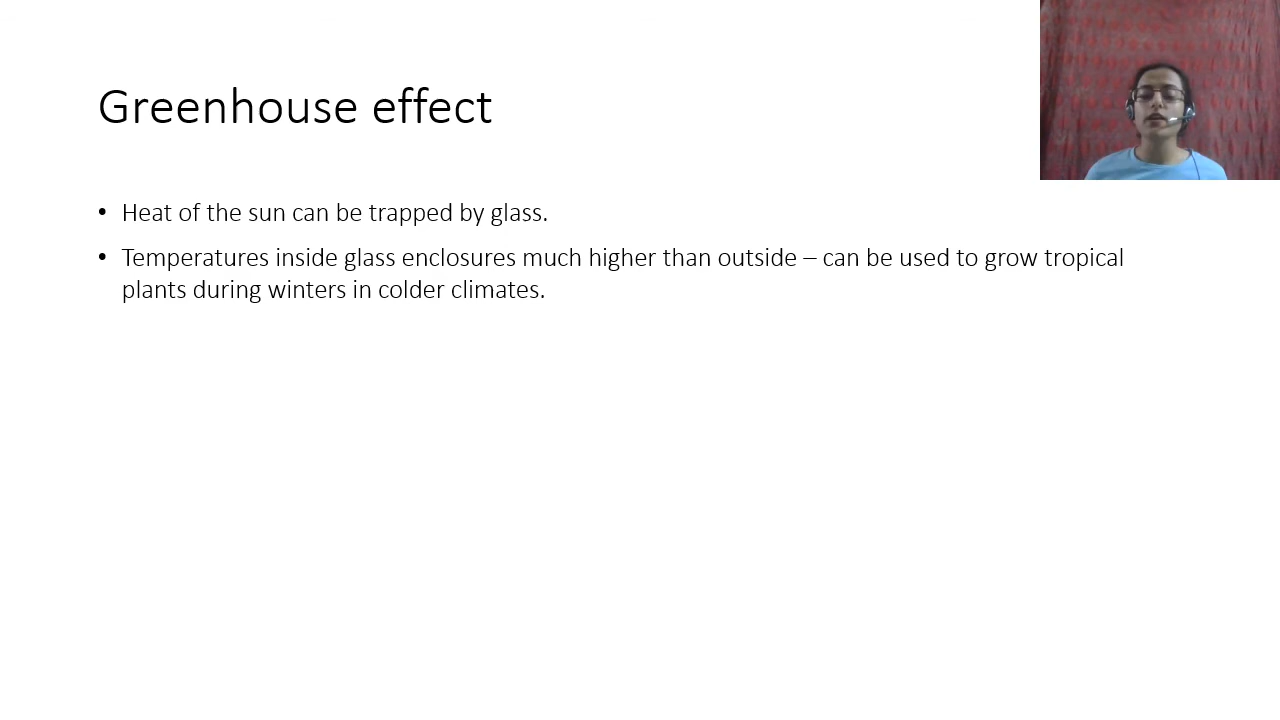 Greenhouse effect
• Heat of the sun can be trapped by glass.
• Temperatures inside glass enclosures much higher than outside – can be used to grow tropical
plants during winters in colder climates.